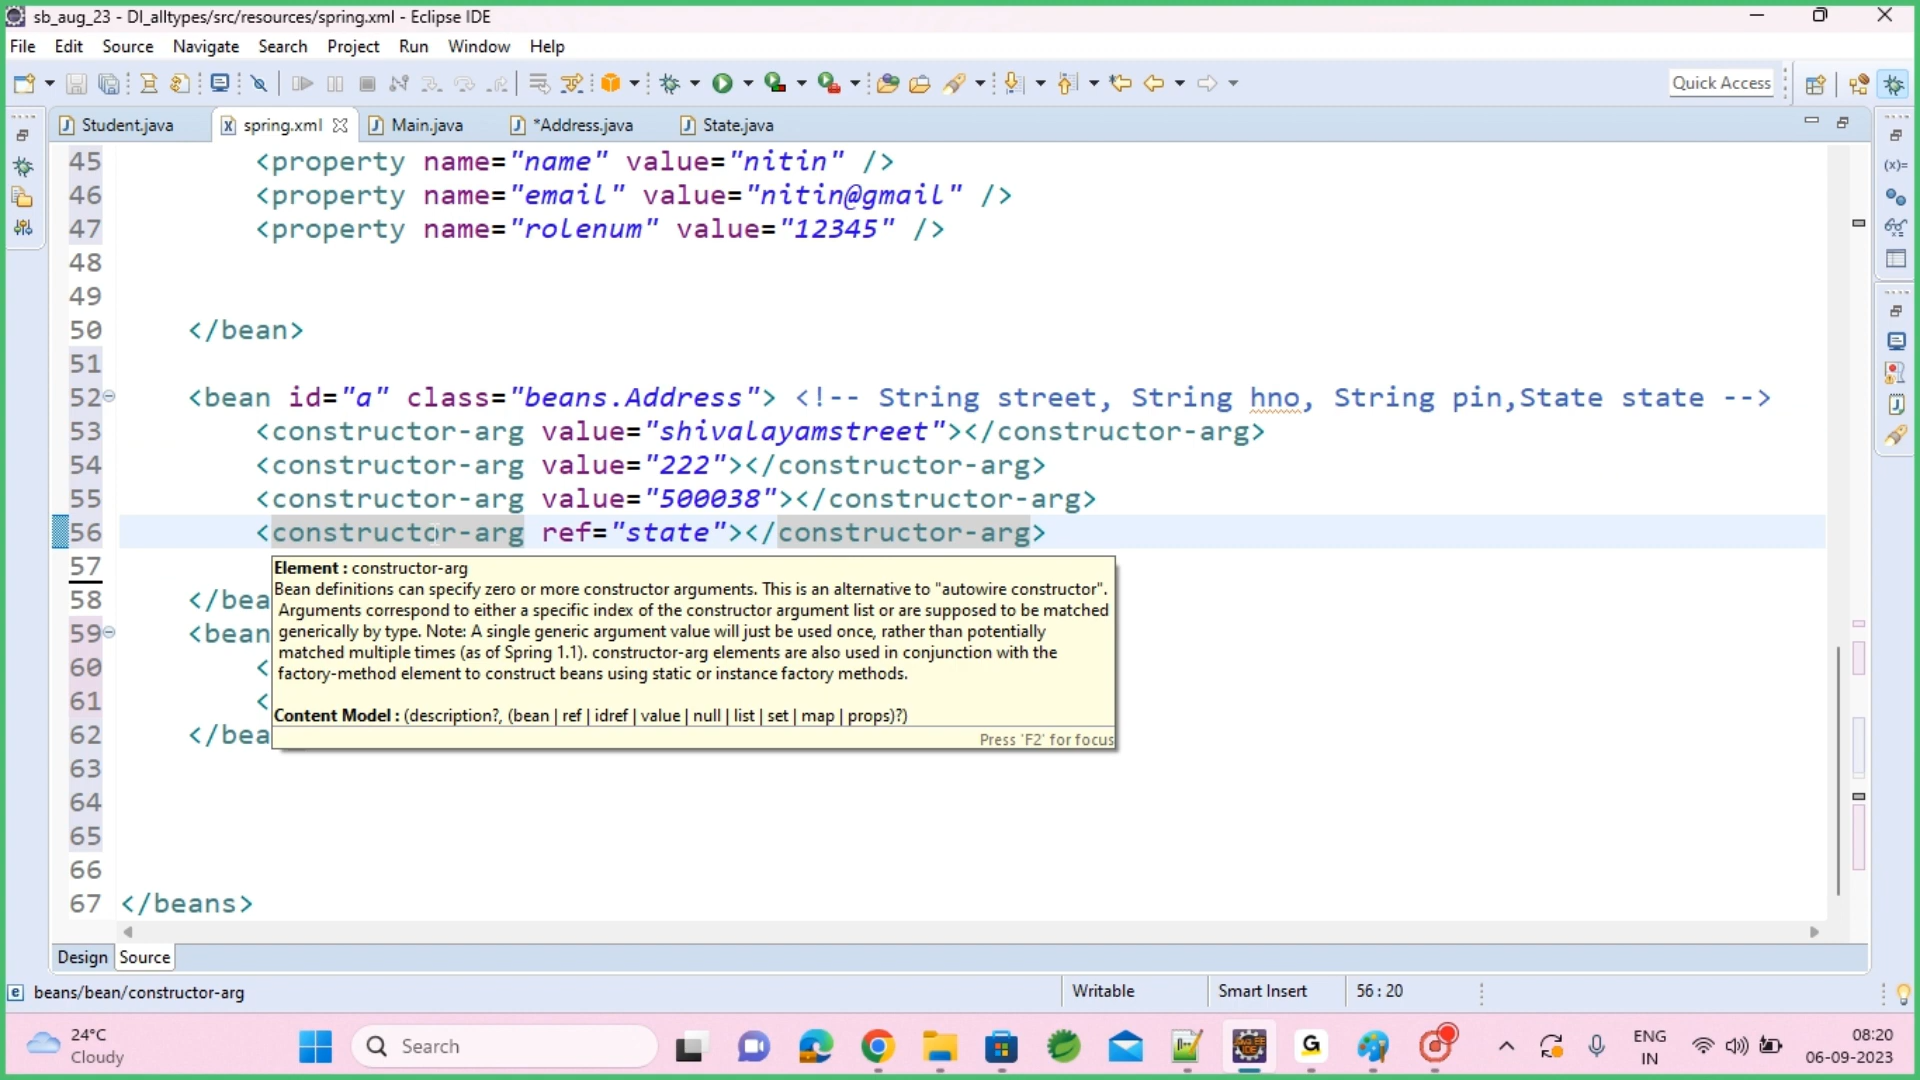 sb_aug_23 - DI_alltypes/src/resources/spring.xml - Eclipse IDE
File Edit Source Navigate Search Project Run Window Help
Quick Access
Student.java spring.xml Main.java *Address.java State.java
45 <property name="name" value="nitin" />
46 <property name="email" value="nitin@gmail" />
47 <property name="rolenum" value="12345" />
48
49
50 </bean>
51
52 <bean id="a" class="beans.Address"> <!-- String street, String hno, String pin,State state -->
53 <constructor-arg value="shivalayamstreet"></constructor-arg>
54 <constructor-arg value="222"></constructor-arg>
55 <constructor-arg value="500038"></constructor-arg>
56 <constructor-arg ref="state"></constructor-arg>
57
Element : constructor-arg
Bean definitions can specify zero or more constructor arguments. This is an alternative to "autowire constructor".
Arguments correspond to either a specific index of the constructor argument list or are supposed to be matched
generically by type. Note: A single generic argument value will just be used once, rather than potentially
matched multiple times (as of Spring 1.1). constructor-arg elements are also used in conjunction with the
factory-method element to construct beans using static or instance factory methods.
Content Model : (description?, (bean | ref | idref | value | null | list | set | map | props)?)
Press 'F2' for focus
58 </bea
59 <bean
60 <
61 <
62 </bea
63
64
65
66
67 </beans>
Design Source
beans/bean/constructor-arg Writable Smart Insert 56 : 20
24°C
Cloudy
Search
ENG
IN
08:20
06-09-2023